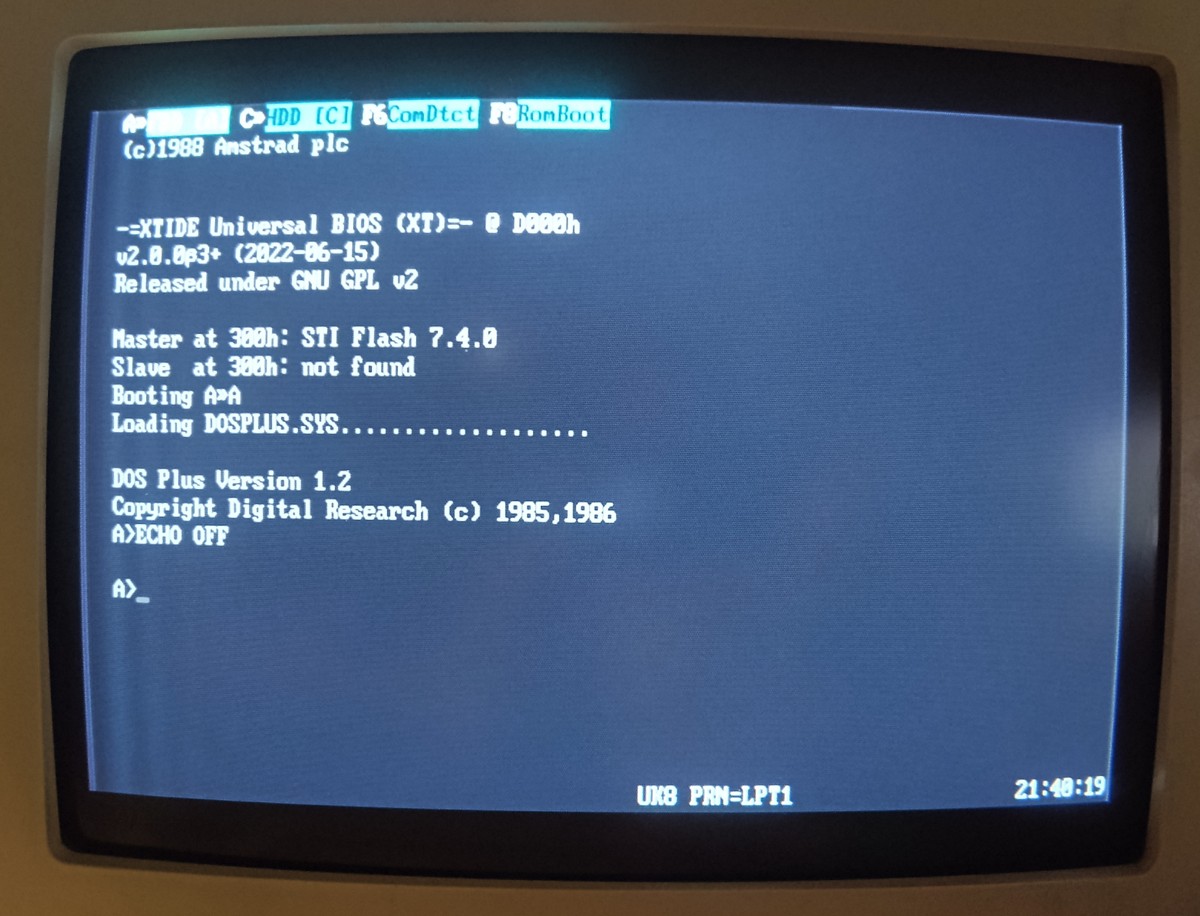 A» C»HDD [C] F6ComDtct F8RomBoot
(c)1988 Amstrad plc
-=XTIDE Universal BIOS (XT)=- @ D000h
v2.0.0β3+ (2022-06-15)
Released under GNU GPL v2
Master at 300h: STI Flash 7.4.0
Slave  at 300h: not found
Booting A»A
Loading DOSPLUS.SYS...................
DOS Plus Version 1.2
Copyright Digital Research (c) 1985,1986
A>ECHO OFF
A>_
UK8 PRN=LPT1 21:40:19